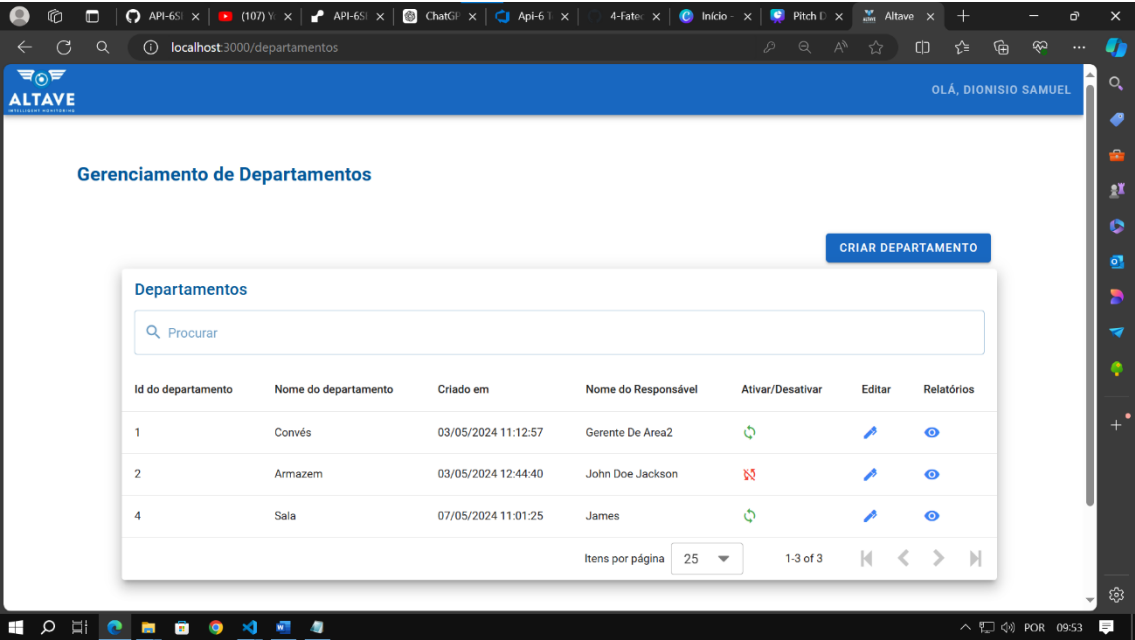 API-6S
(107) Y
API-6S
ChatGP
Api-6 T
4-Fatec
Início -
Pitch D
Altave
localhost:3000/departamentos
ALTAVE
INTELLIGENT MONITORING
OLÁ, DIONISIO SAMUEL
Gerenciamento de Departamentos
CRIAR DEPARTAMENTO
Departamentos
Procurar
Id do departamento Nome do departamento Criado em Nome do Responsável Ativar/Desativar Editar Relatórios
1 Convés 03/05/2024 11:12:57 Gerente De Area2
2 Armazem 03/05/2024 12:44:40 John Doe Jackson
4 Sala 07/05/2024 11:01:25 James
Itens por página 25 1-3 of 3
POR 09:53